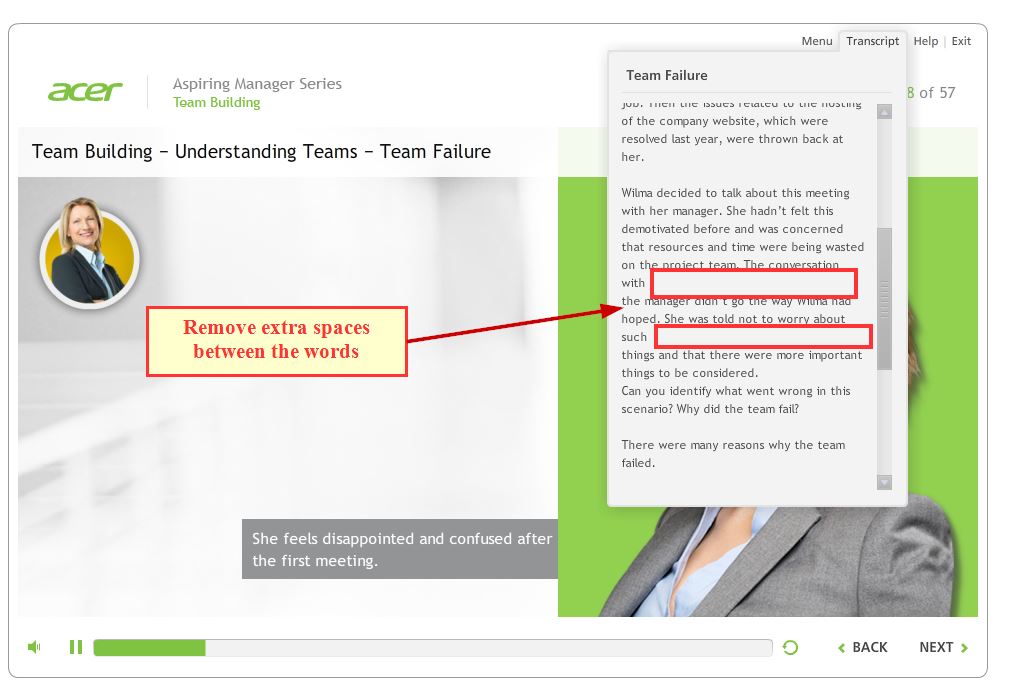 Menu Transcript Help Exit
acer
Aspiring Manager Series
Team Building
8 of 57
Team Building – Understanding Teams – Team Failure
Team Failure
job. Then the issues related to the hosting
of the company website, which were
resolved last year, were thrown back at
her.
Wilma decided to talk about this meeting
with her manager. She hadn't felt this
demotivated before and was concerned
that resources and time were being wasted
on the project team. The conversation
with
the manager didn't go the way Wilma had
hoped. She was told not to worry about
such
things and that there were more important
things to be considered.
Can you identify what went wrong in this
scenario? Why did the team fail?
There were many reasons why the team
failed.
Remove extra spaces
between the words
She feels disappointed and confused after
the first meeting.
BACK NEXT